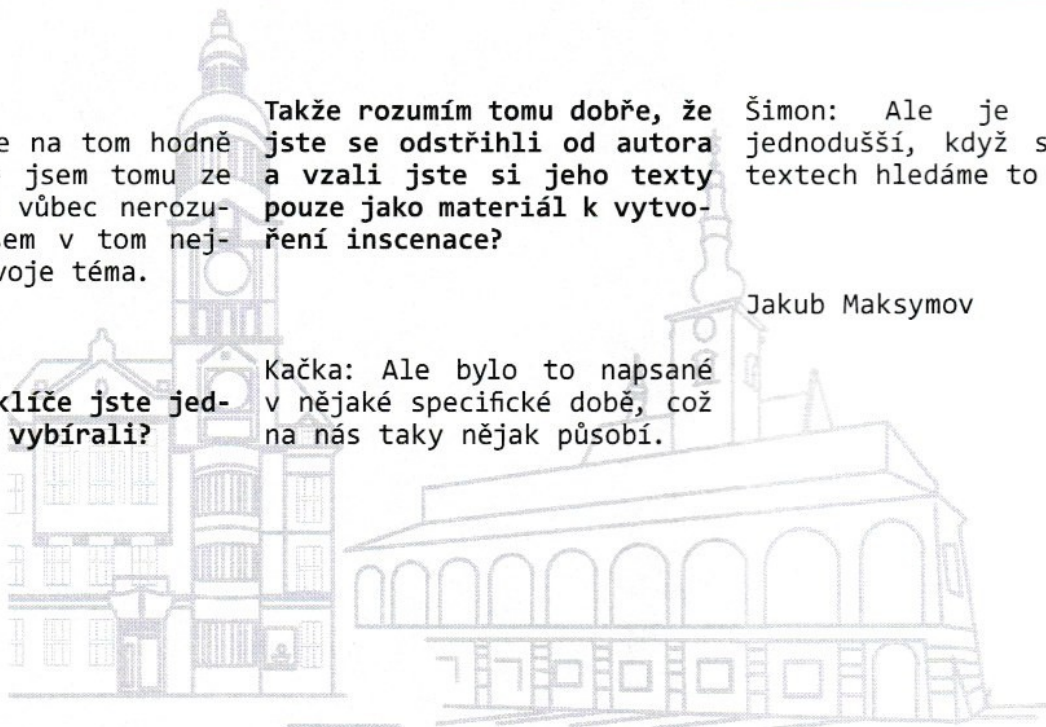 e na tom hodně
jsem tomu ze
vůbec nerozu-
sem v tom nej-
voje téma.
klíče jste jed-
vybírali?
Takže rozumím tomu dobře, že
jste se odstřihli od autora
a vzali jste si jeho texty
pouze jako materiál k vytvo-
ření inscenace?
Kačka: Ale bylo to napsané
v nějaké specifické době, což
na nás taky nějak působí.
Šimon: Ale je
jednodušší, když s
textech hledáme to
Jakub Maksymov